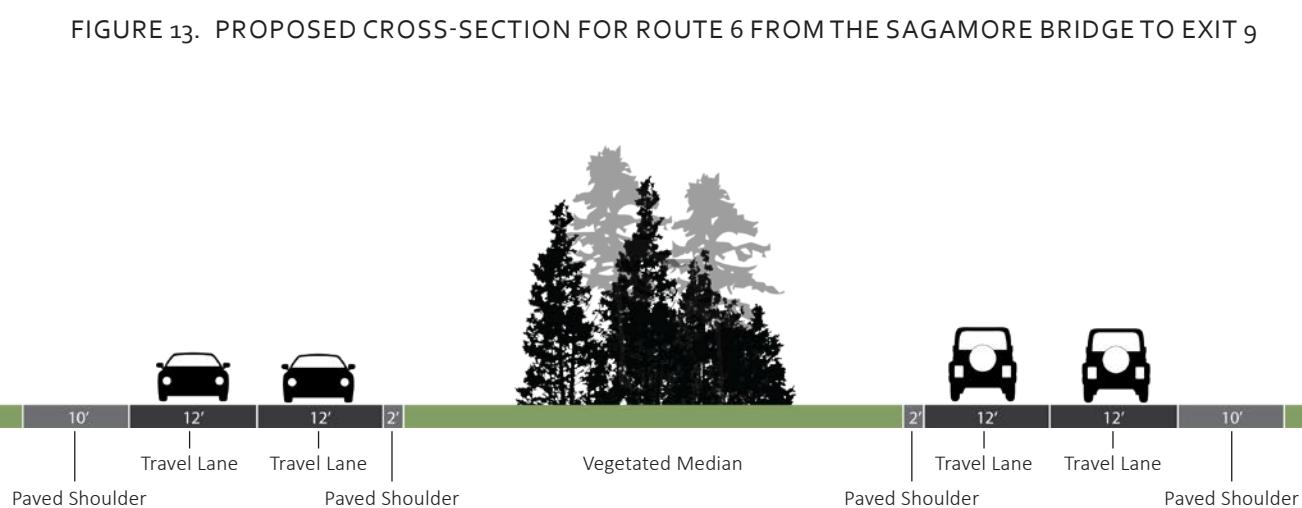 FIGURE 13. PROPOSED CROSS-SECTION FOR ROUTE 6 FROM THE SAGAMORE BRIDGE TO EXIT 9
10' 12' 12' 2' 2' 12' 12' 10'
Travel Lane Travel Lane Vegetated Median Travel Lane Travel Lane
Paved Shoulder Paved Shoulder Paved Shoulder Paved Shoulder